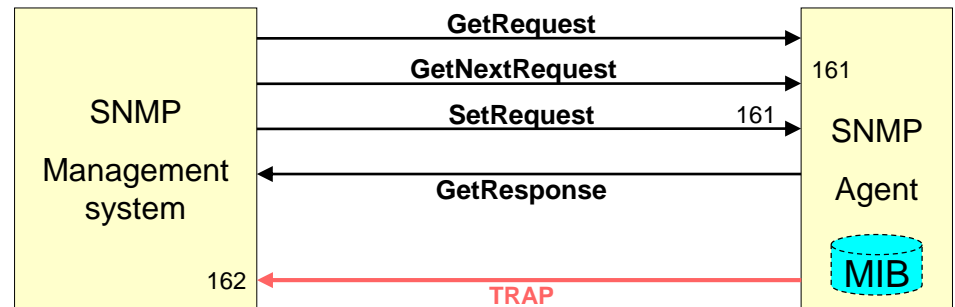 SNMP
Management
system
162
GetRequest
GetNextRequest
SetRequest
161
GetResponse
TRAP
161
SNMP
Agent
MIB